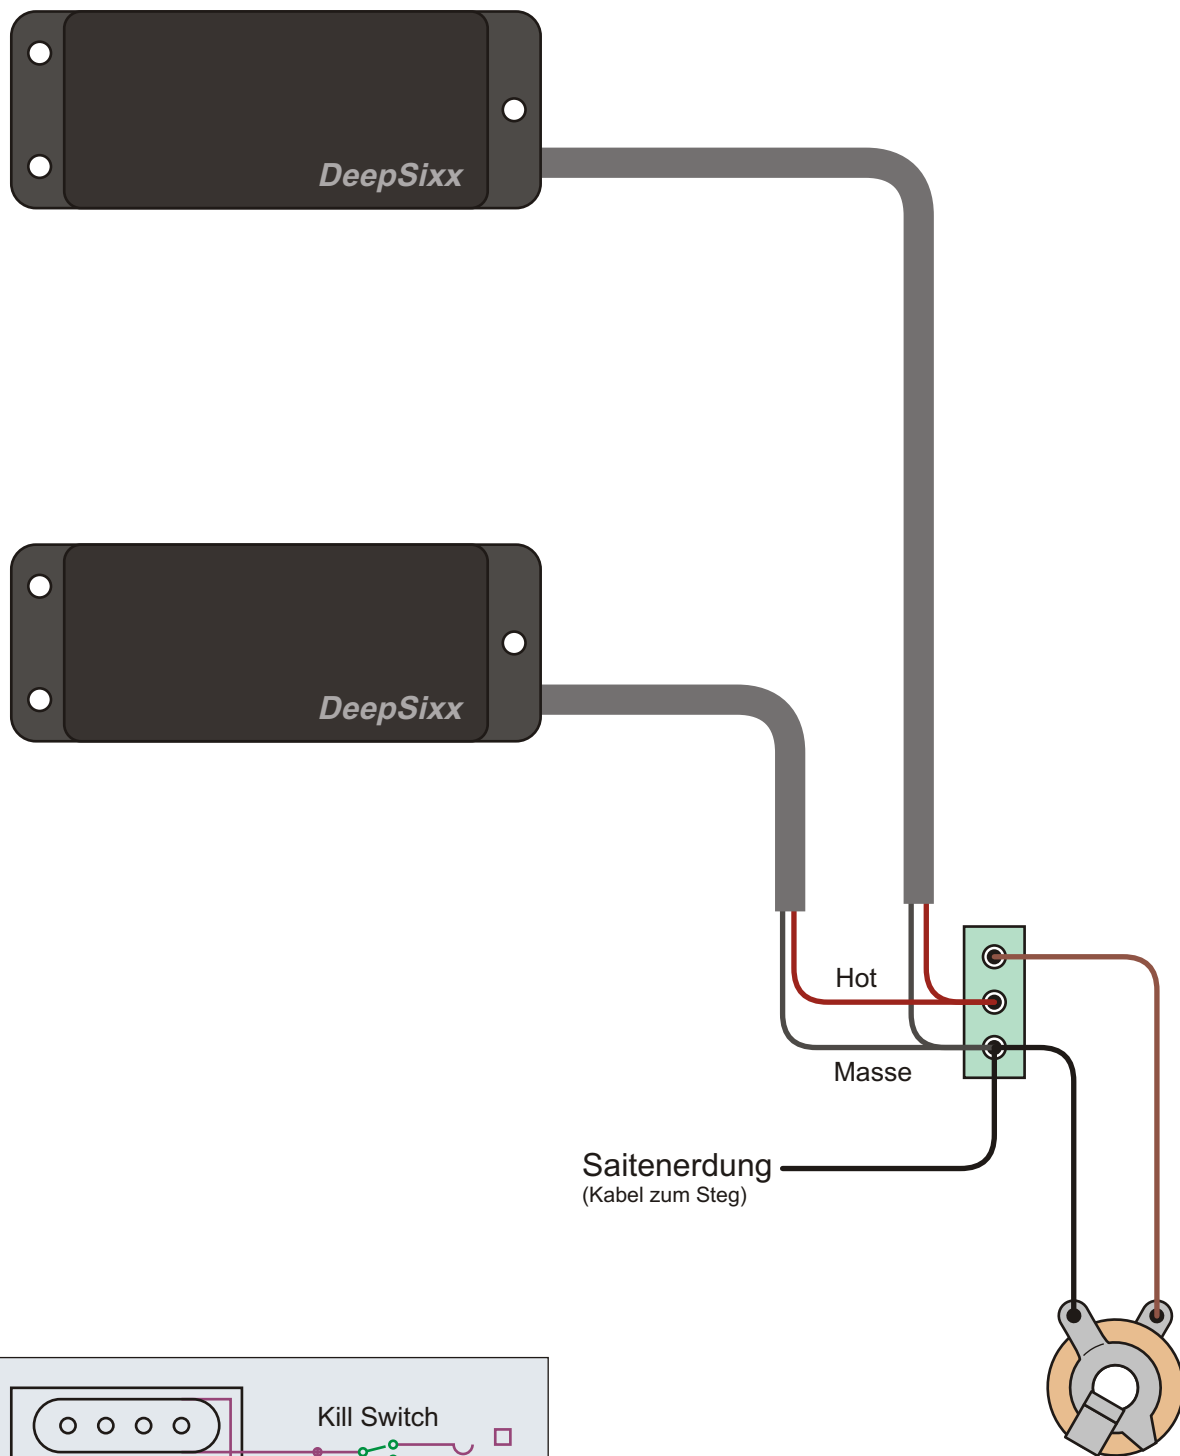 DeepSixx
DeepSixx
Hot
Masse
Saitenerdung
(Kabel zum Steg)
Kill Switch